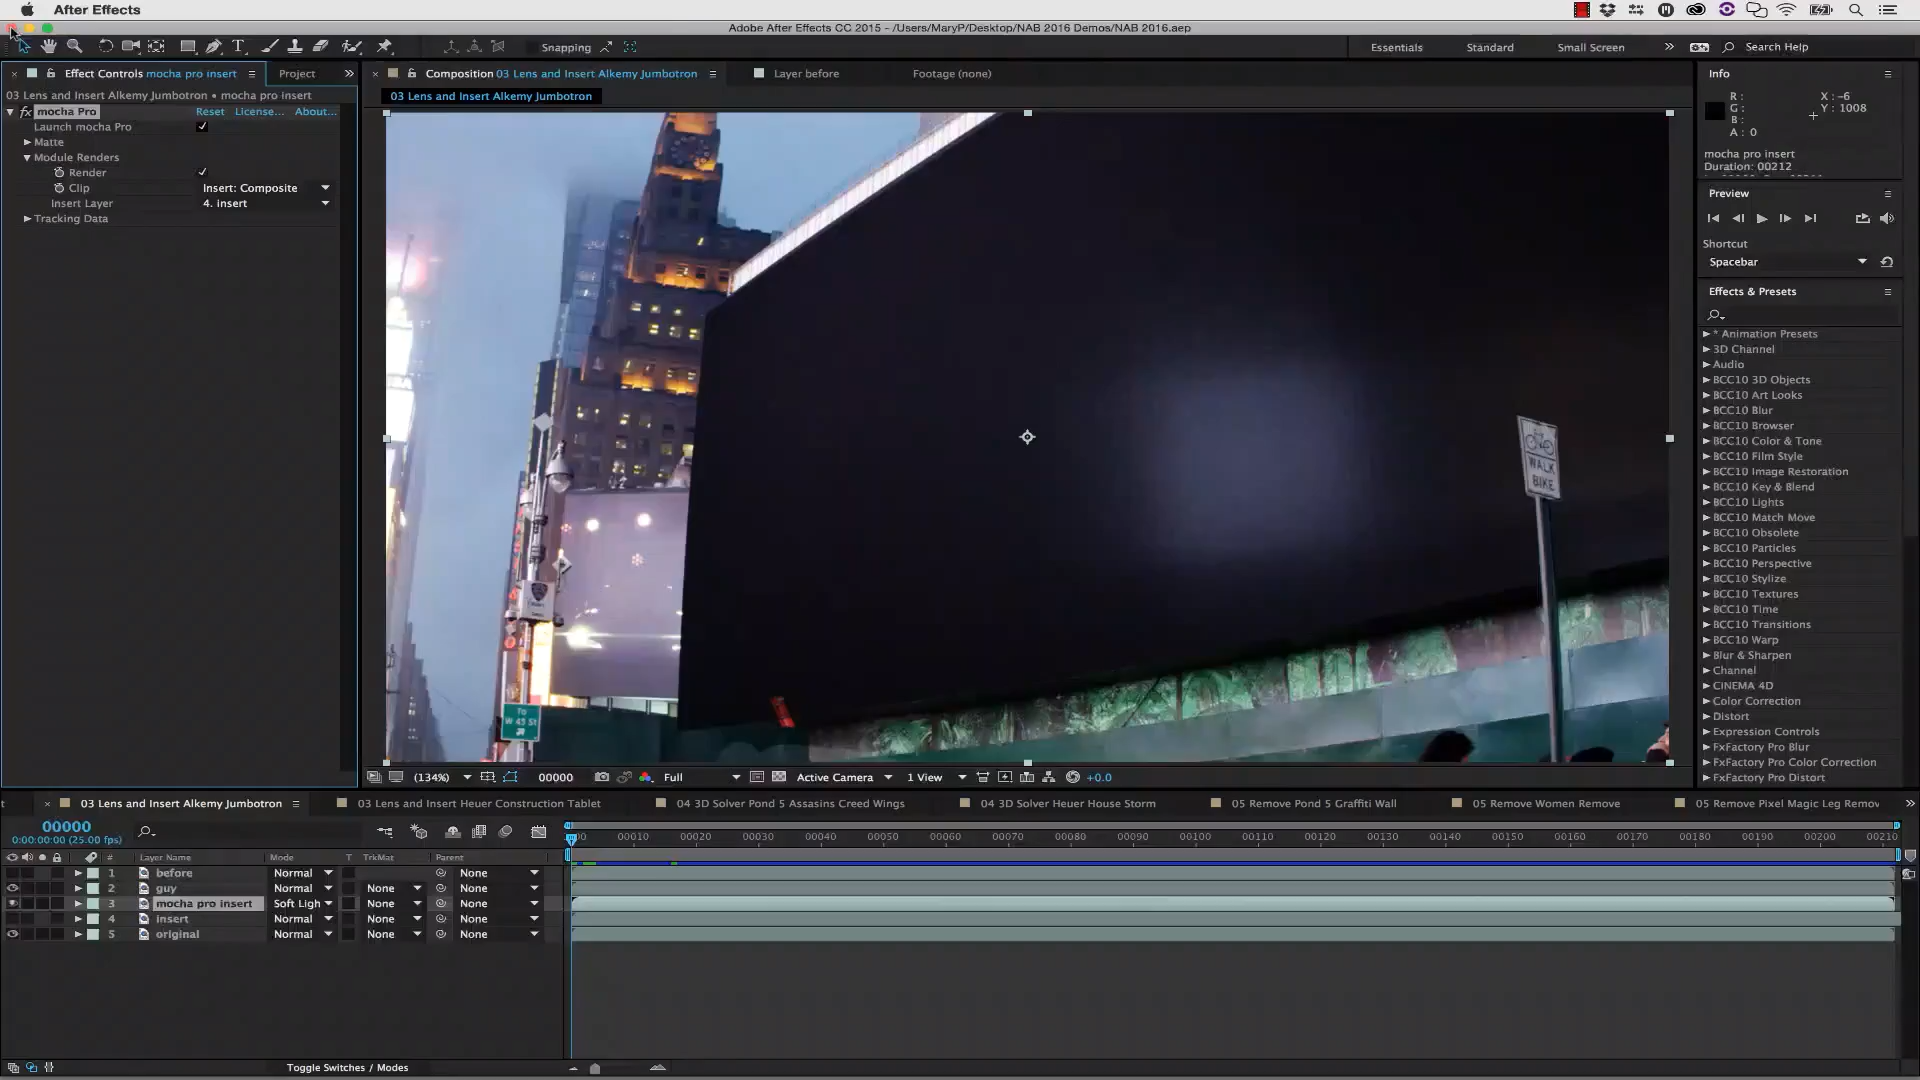 After Effects
Adobe After Effects CC 2015 - /Users/MaryP/Desktop/NAB 2016 Demos/NAB 2016.aep
Snapping
Essentials
Standard
Small Screen
Search Help
Effect Controls mocha pro insert
Project
Composition 03 Lens and Insert Alkemy Jumbotron
Layer before
Footage (none)
Info
03 Lens and Insert Alkemy Jumbotron • mocha pro insert
03 Lens and Insert Alkemy Jumbotron
R :
G :
B :
A : 0
X : -6
Y : 1008
fx mocha Pro
Reset
License...
About...
Launch mocha Pro
Matte
Module Renders
Render
Clip
Insert: Composite
Insert Layer
4. insert
Tracking Data
mocha pro insert
Duration: 00212
Preview
Shortcut
Spacebar
Effects & Presets
* Animation Presets
3D Channel
Audio
BCC10 3D Objects
BCC10 Art Looks
BCC10 Blur
BCC10 Browser
BCC10 Color & Tone
BCC10 Film Style
BCC10 Image Restoration
BCC10 Key & Blend
BCC10 Lights
BCC10 Match Move
BCC10 Obsolete
BCC10 Particles
BCC10 Perspective
BCC10 Stylize
BCC10 Textures
BCC10 Time
BCC10 Transitions
BCC10 Warp
Blur & Sharpen
Channel
CINEMA 4D
Color Correction
Distort
Expression Controls
FxFactory Pro Blur
FxFactory Pro Color Correction
FxFactory Pro Distort
WALK
BIKE
To
W 45 St
(134%)
00000
Full
Active Camera
1 View
+0.0
03 Lens and Insert Alkemy Jumbotron
03 Lens and Insert Heuer Construction Tablet
04 3D Solver Pond 5 Assasins Creed Wings
04 3D Solver Heuer House Storm
05 Remove Pond 5 Graffiti Wall
05 Remove Women Remove
05 Remove Pixel Magic Leg Remov
00000
0:00:00:00 (25.00 fps)
00 00010 00020 00030 00040 00050 00060 00070 00080 00090 00100 00110 00120 00130 00140 00150 00160 00170 00180 00190 00200 00210
# Layer Name Mode T TrkMat Parent
1 before Normal None
2 guy Normal None None
3 mocha pro insert Soft Ligh None None
4 insert Normal None None
5 original Normal None None
Toggle Switches / Modes